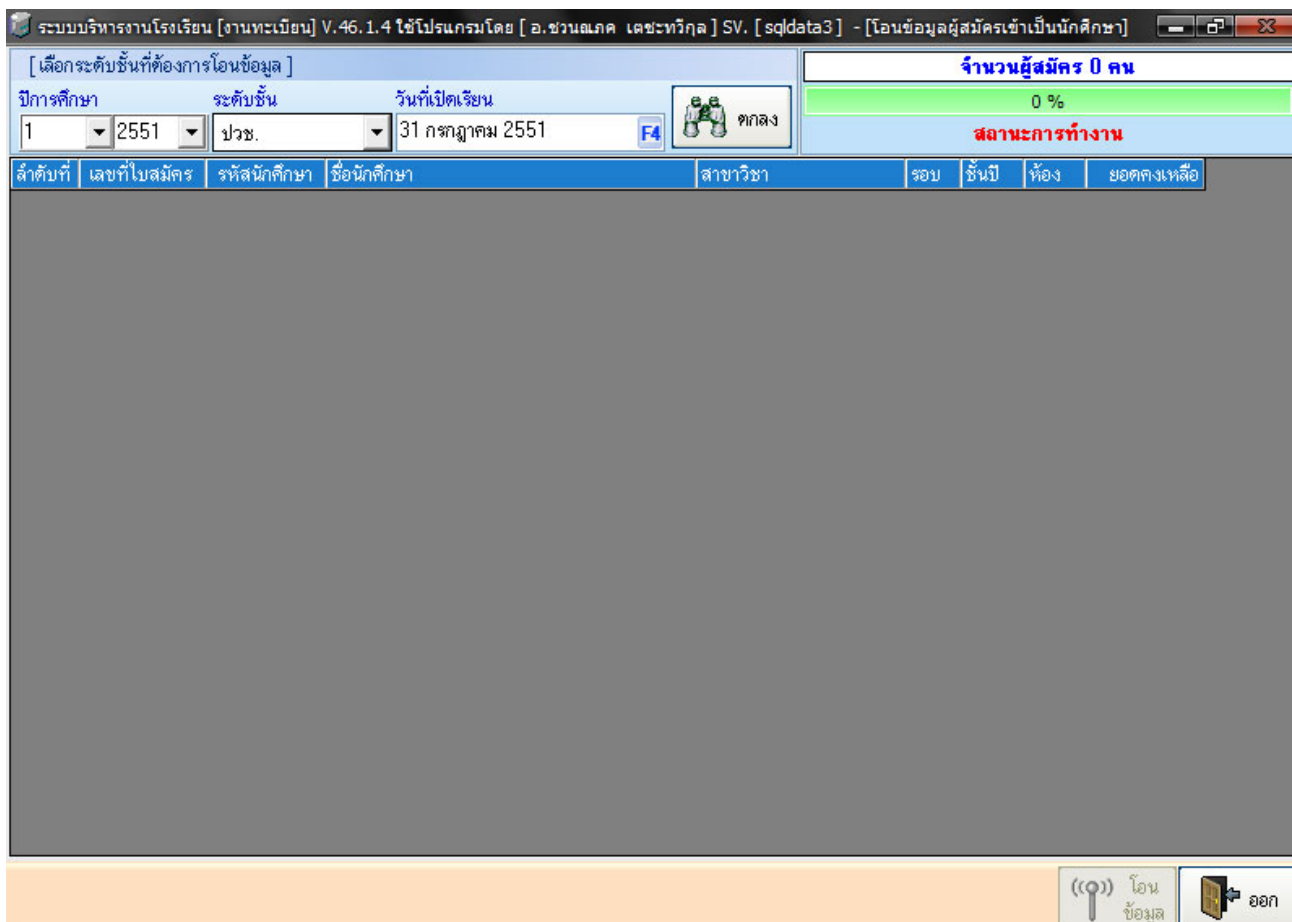 ระบบบริหารงานโรงเรียน [งานทะเบียน] V.46.1.4 ใช้โปรแกรมโดย [ อ.ชวนณภค เตชะทวีกุล ] SV. [ sqldata3 ] - [โอนข้อมูลผู้สมัครเข้าเป็นนักศึกษา]
[ เลือกระดับชั้นที่ต้องการโอนข้อมูล ]
จำนวนผู้สมัคร 0 คน
ปีการศึกษา ระดับชั้น วันที่เปิดเรียน
0 %
1 2551 ปวช. 31 กรกฎาคม 2551 F4 ตกลง
สถานะการทำงาน
ลำดับที่ เลขที่ใบสมัคร รหัสนักศึกษา ชื่อนักศึกษา สาขาวิชา รอบ ชั้นปี ห้อง ยอดคงเหลือ
โอน
ข้อมูล
ออก